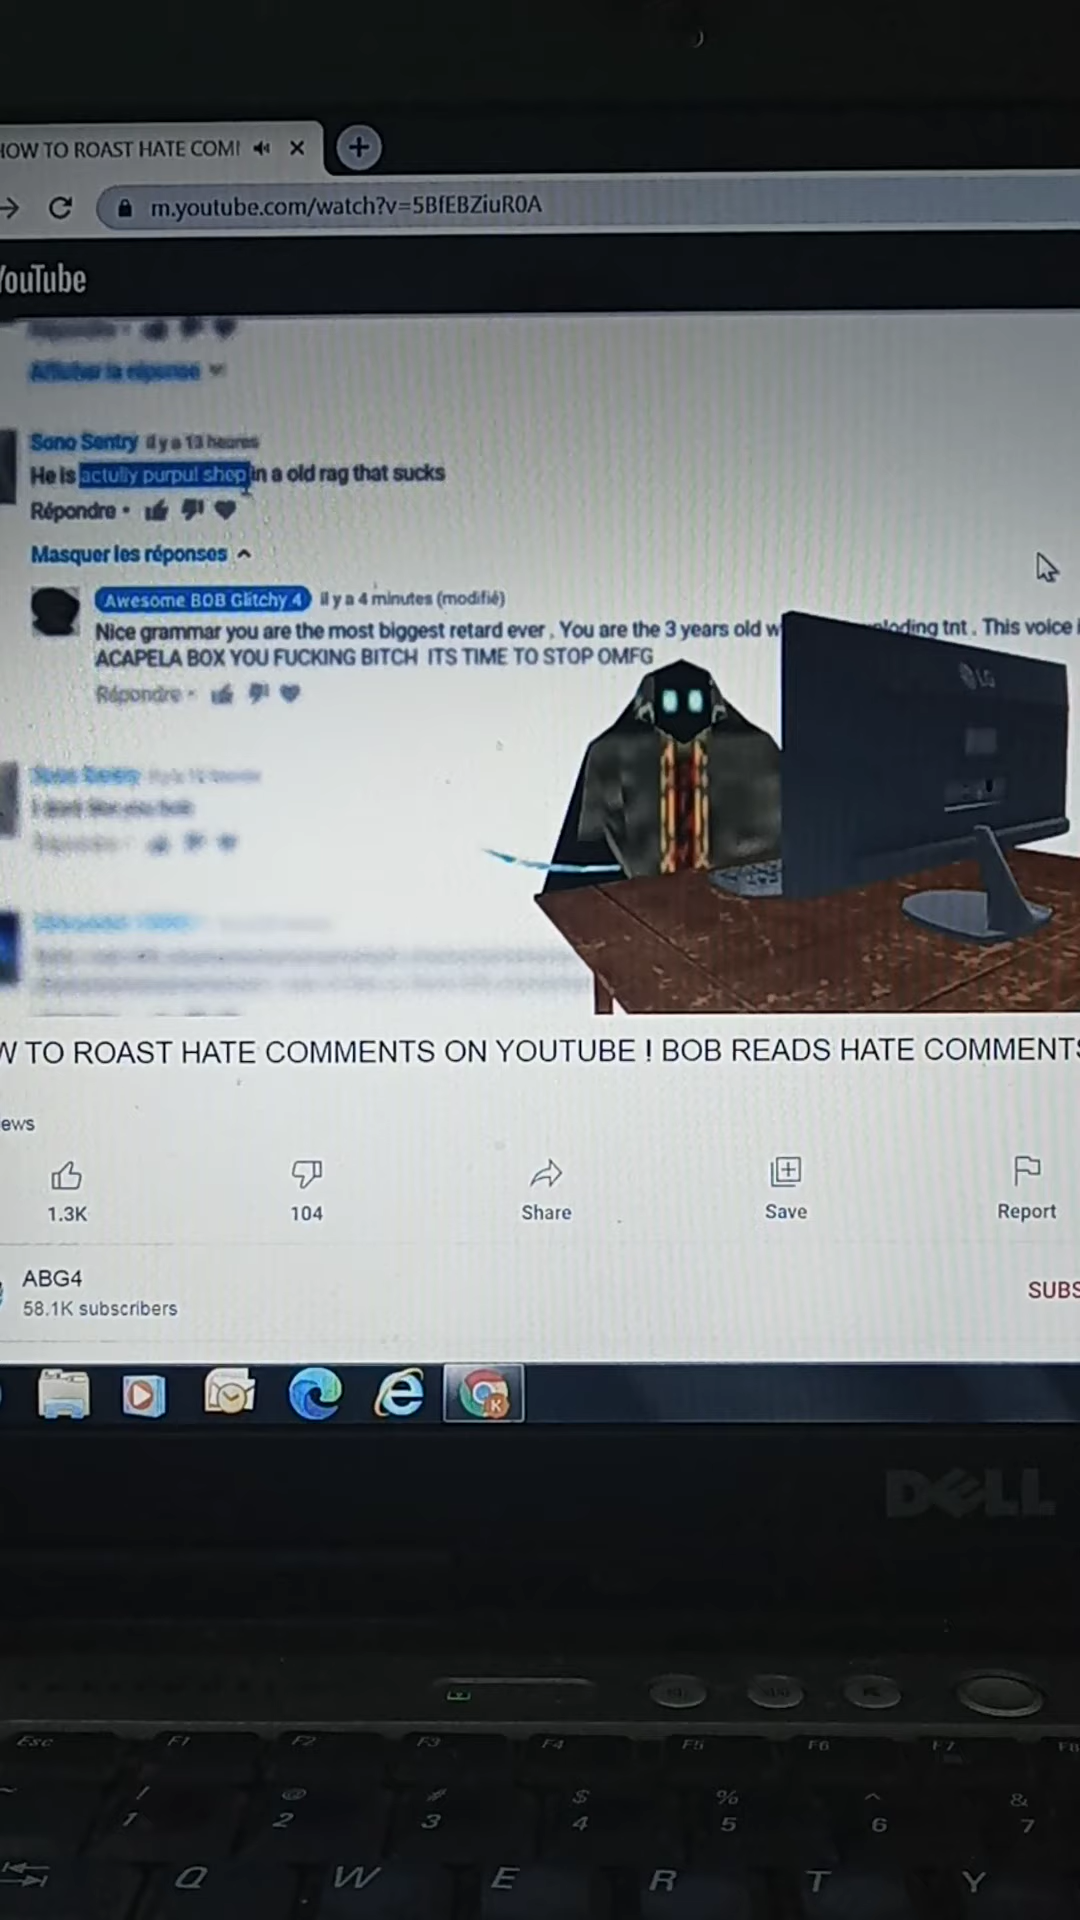 HOW TO ROAST HATE COM
m.youtube.com/watch?v=5BfEBZiuR0A
YouTube
Afficher la réponse
Sono Sentry il y a 13 heures
He is actully purpul shep in a old rag that sucks
Répondre •
Masquer les réponses
Awesome BOB Glitchy 4 il y a 4 minutes (modifié)
Nice grammar you are the most biggest retard ever . You are the 3 years old w ploding tnt . This voice i
ACAPELA BOX YOU FUCKING BITCH ITS TIME TO STOP OMFG
Répondre •
LG
W TO ROAST HATE COMMENTS ON YOUTUBE ! BOB READS HATE COMMENTS
ews
1.3K
104
Share
Save
Report
ABG4
58.1K subscribers
SUBS
K
DELL
Esc F1 F2 F3 F4 F5 F6 F7 F8
~ ! @ # $ % ^ &
1 2 3 4 5 6 7
Q W E R T Y